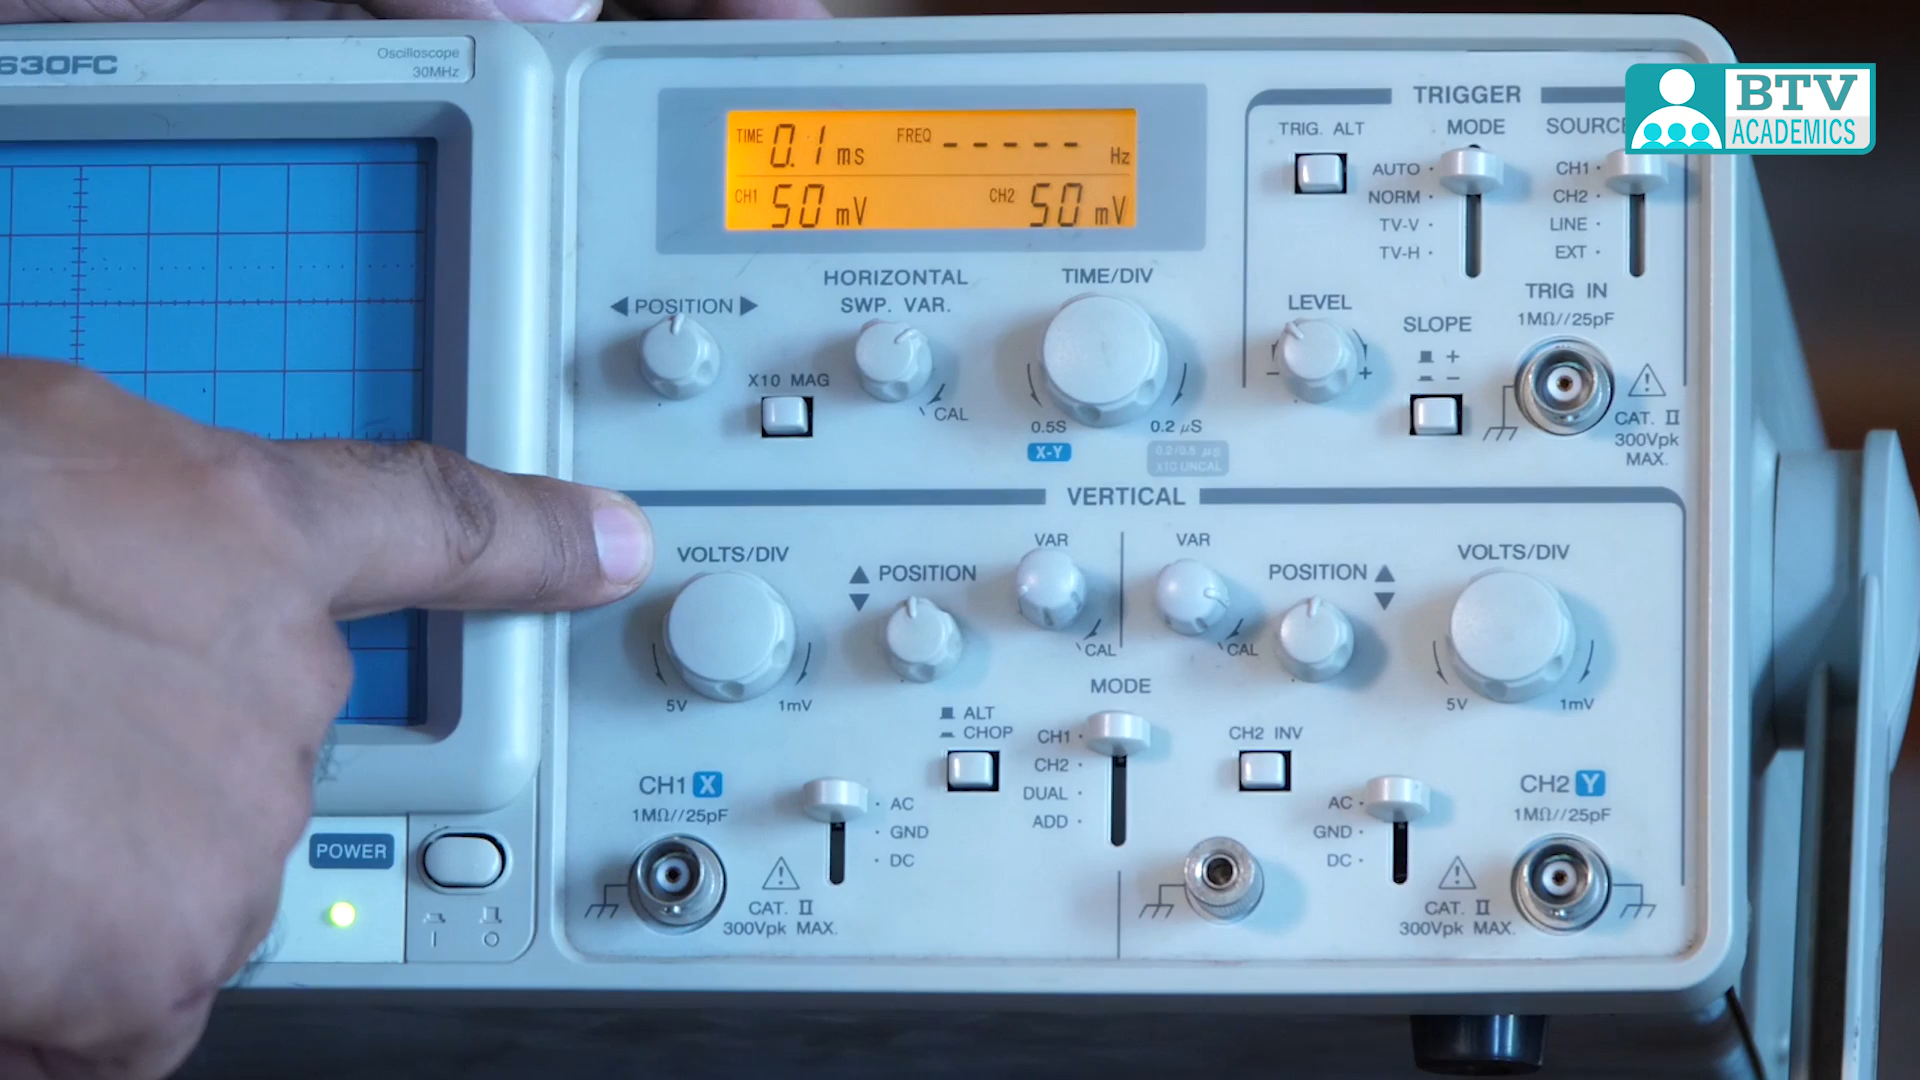 630FC
Oscilloscope
30MHz
TIME 0.1 ms FREQ ----- Hz
CH1 50 mV CH2 50 mV
BTV
ACADEMICS
TRIGGER
TRIG. ALT
MODE
SOURCE
AUTO
NORM
TV-V
TV-H
CH1
CH2
LINE
EXT
HORIZONTAL
◀ POSITION ▶
SWP. VAR.
TIME/DIV
X10 MAG
CAL
0.5S
0.2 μS
X-Y
0.2/0.5 μS
X10 UNCAL
LEVEL
− +
SLOPE
+
−
TRIG IN
1MΩ//25pF
CAT. II
300Vpk
MAX.
VERTICAL
VOLTS/DIV
5V
1mV
▲ POSITION
▼
VAR
CAL
VAR
CAL
POSITION ▲
▼
VOLTS/DIV
5V
1mV
MODE
ALT
CHOP
CH1
CH2
DUAL
ADD
CH2 INV
CH1 X
1MΩ//25pF
AC
GND
DC
CAT. II
300Vpk MAX.
AC
GND
DC
CH2 Y
1MΩ//25pF
CAT. II
300Vpk MAX.
POWER
I O